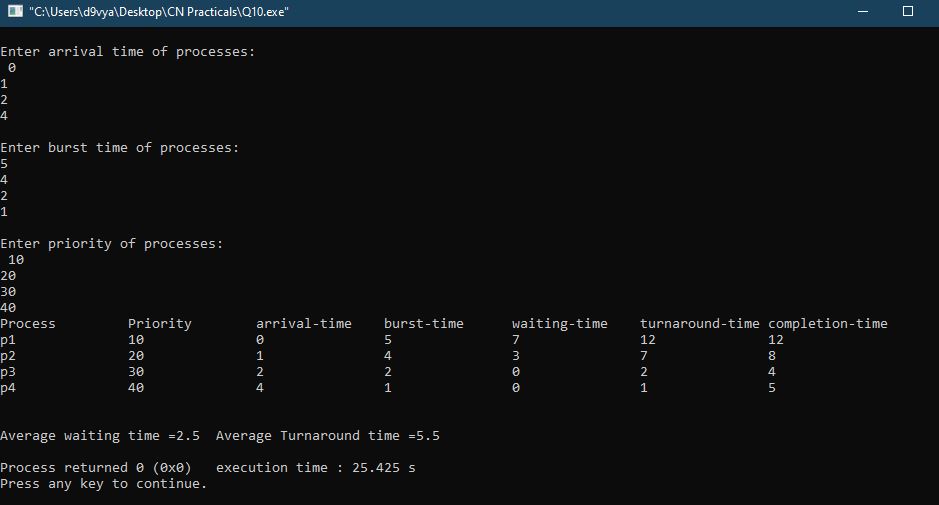 "C:\Users\d9vya\Desktop\CN Practicals\Q10.exe"
Enter arrival time of processes:
0
1
2
4
Enter burst time of processes:
5
4
2
1
Enter priority of processes:
10
20
30
40
Process Priority arrival-time burst-time waiting-time turnaround-time completion-time
p1 10 0 5 7 12 12
p2 20 1 4 3 7 8
p3 30 2 2 0 2 4
p4 40 4 1 0 1 5
Average waiting time =2.5 Average Turnaround time =5.5
Process returned 0 (0x0) execution time : 25.425 s
Press any key to continue.